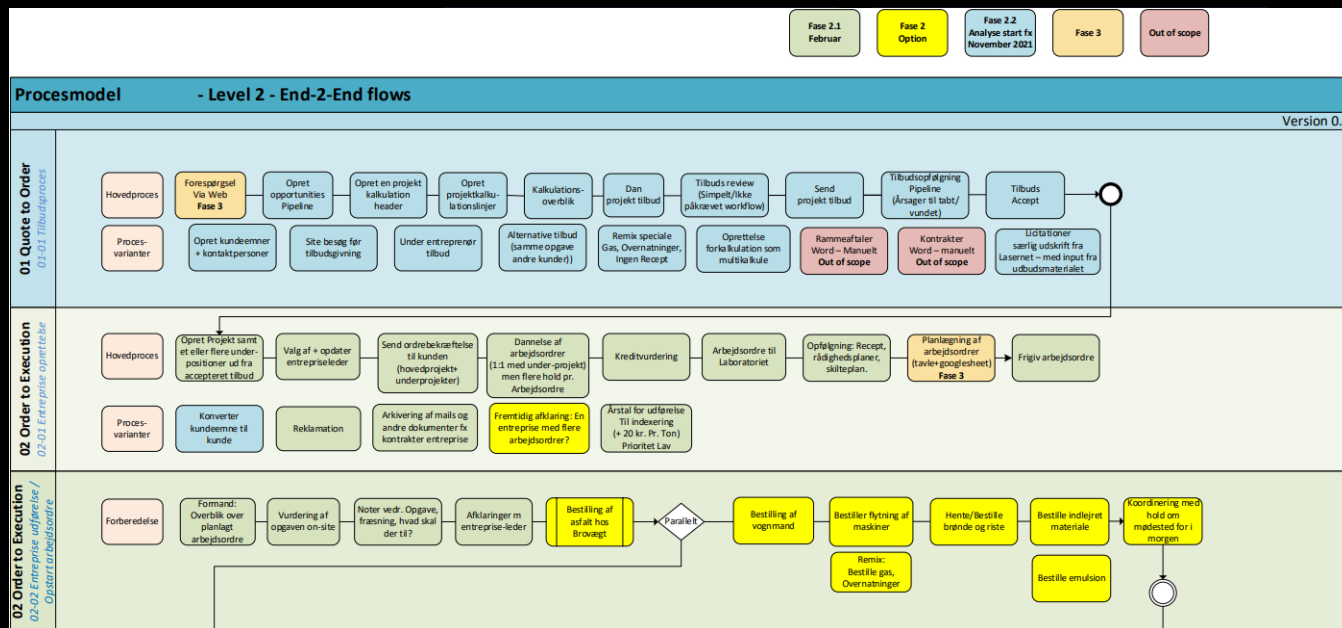 Fase 2.1
Februar
Fase 2
Option
Fase 2.2
Analyse start fx
November 2021
Fase 3
Out of scope
Procesmodel - Level 2 - End-2-End flows
Version 0.
01 Quote to Order
01-01 Tilbudsproces
Hovedproces
Forespørgsel
Via Web
Fase 3
Opret
opportunities
Pipeline
Opret en projekt
kalkulation
header
Opret
projektkalku-
lationslinjer
Kalkulations-
overblik
Dan
projekt tilbud
Tilbuds review
(Simpelt/Ikke
påkrævet workflow)
Send
projekt tilbud
Tilbudsopfølgning
Pipeline
(Årsager til tabt/
vundet)
Tilbuds
Accept
Proces-
varianter
Opret kundeemner
+ kontaktpersoner
Site besøg før
tilbudsgivning
Under entreprenør
tilbud
Alternative tilbud
(samme opgave
andre kunder))
Remix speciale
Gas, Overnatninger,
Ingen Recept
Oprettelse
forkalkulation som
multikalkule
Rammeaftaler
Word – Manuelt
Out of scope
Kontrakter
Word – manuelt
Out of scope
Licitationer
særlig udskrift fra
Lasernet – med input fra
udbudsmaterialet
02 Order to Execution
02-01 Entreprise oprettelse
Hovedproces
Opret Projekt samt
et eller flere under-
positioner ud fra
accepteret tilbud
Valg af + opdater
entrepriseleder
Send ordrebekræftelse
til kunden
(hovedprojekt+
underprojekter)
Dannelse af
arbejdsordrer
(1:1 med under-projekt)
men flere hold pr.
Arbejdsordre
Kreditvurdering
Arbejdsordre til
Laboratoriet
Opfølgning: Recept,
rådighedsplaner,
skilteplan.
Planlægning af
arbejdsordrer
(tavle+googlesheet)
Fase 3
Frigiv arbejdsordre
Proces-
varianter
Konverter
kundeemne til
kunde
Reklamation
Arkivering af mails og
andre dokumenter fx
kontrakter entreprise
Fremtidig afklaring: En
entreprise med flere
arbejdsordrer?
Årstal for udførelse
Til indexering
(+ 20 kr. Pr. Ton)
Prioritet Lav
02 Order to Execution
02-02 Entreprise udførelse /
Opstart arbejdsordre
Forberedelse
Formand:
Overblik over
planlagt
arbejdsordre
Vurdering af
opgaven on-site
Noter vedr. Opgave,
fræsning, hvad skal
der til?
Afklaringer m
entreprise-leder
Bestilling af
asfalt hos
Brovægt
Parallelt
Bestilling af
vognmand
Bestiller flytning af
maskiner
Hente/Bestille
brønde og riste
Bestille indlejret
materiale
Koordinering med
hold om
mødested for i
morgen
Remix:
Bestille gas,
Overnatninger
Bestille emulsion